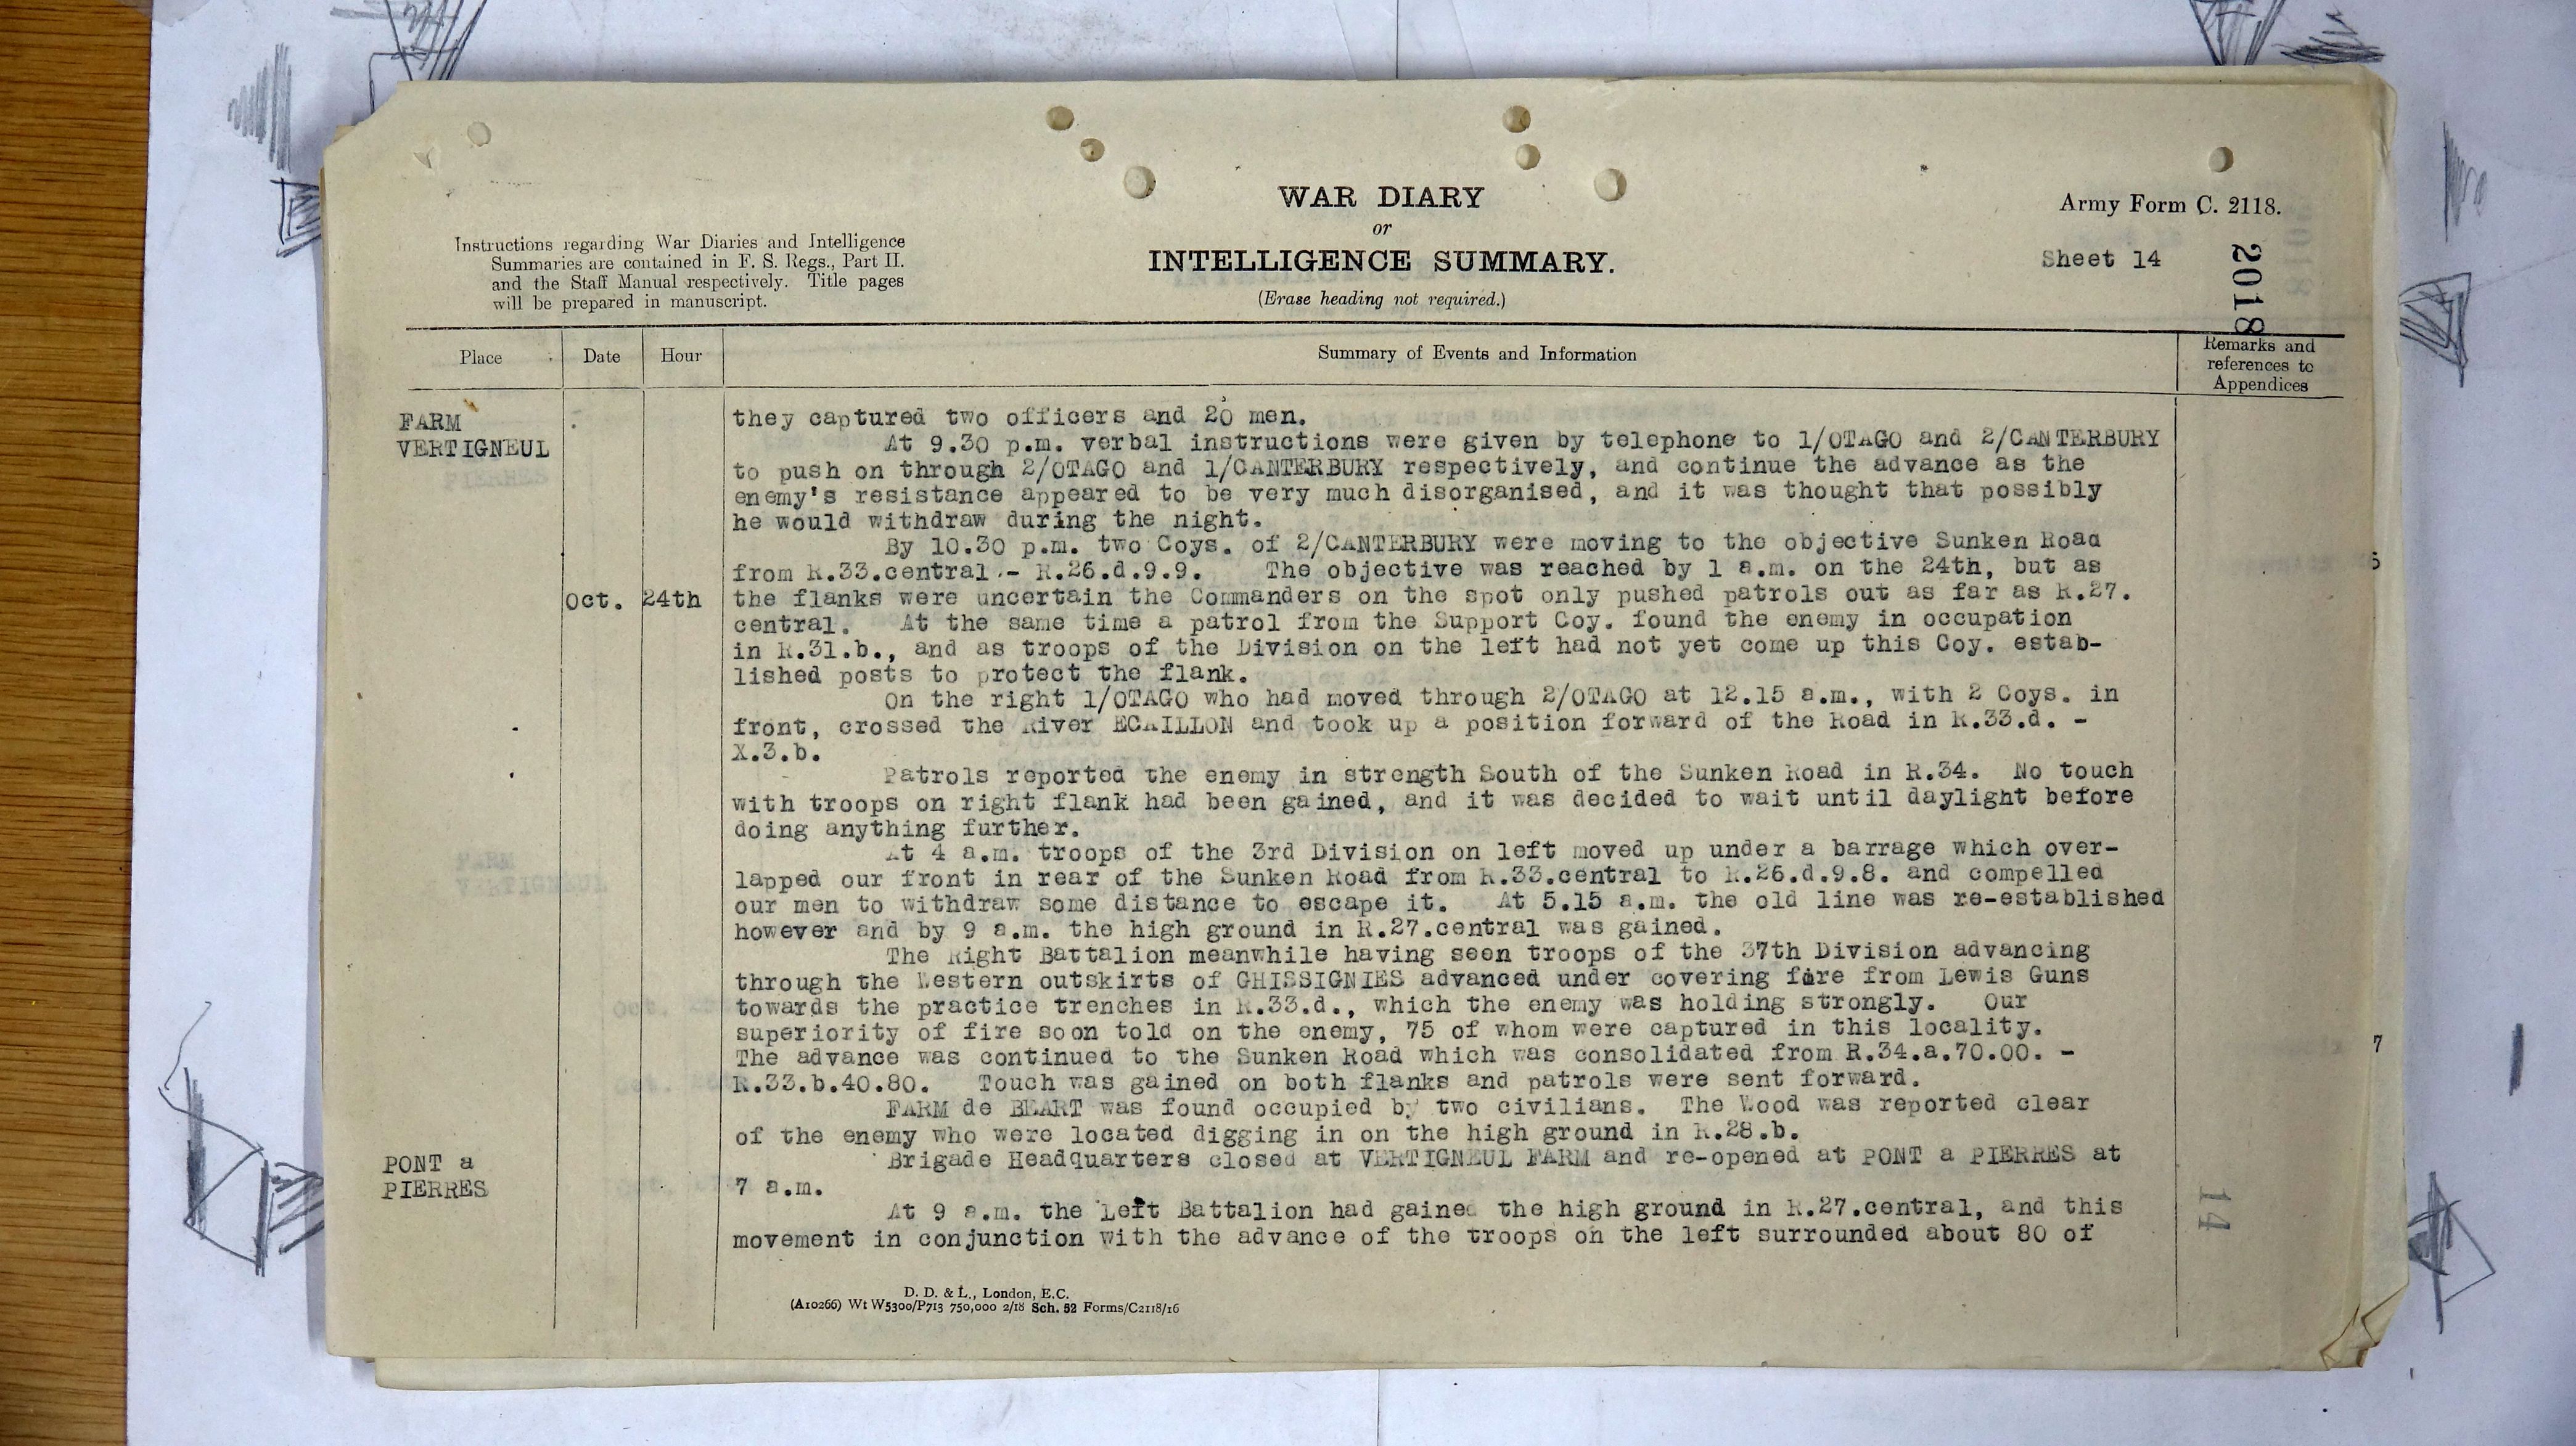 WAR DIARY
or
INTELLIGENCE SUMMARY.
(Erase heading not required.)
Instructions regarding War Diaries and Intelligence
Summaries are contained in F. S. Regs., Part II.
and the Staff Manual respectively. Title pages
will be prepared in manuscript.
Army Form C. 2118.
Sheet 14
2018
Place
Date
Hour
Summary of Events and Information
Remarks and
references to
Appendices
FARM
VERTIGNEUL
they captured two officers and 20 men.
At 9.30 p.m. verbal instructions were given by telephone to 1/OTAGO and 2/CANTERBURY
to push on through 2/OTAGO and 1/CANTERBURY respectively, and continue the advance as the
enemy's resistance appeared to be very much disorganised, and it was thought that possibly
he would withdraw during the night.
By 10.30 p.m. two Coys. of 2/CANTERBURY were moving to the objective Sunken Road
from R.33.central.- R.26.d.9.9. The objective was reached by 1 a.m. on the 24th, but as
Oct. 24th the flanks were uncertain the Commanders on the spot only pushed patrols out as far as R.27.
central. At the same time a patrol from the Support Coy. found the enemy in occupation
in R.31.b., and as troops of the Division on the left had not yet come up this Coy. estab-
lished posts to protect the flank.
On the right 1/OTAGO who had moved through 2/OTAGO at 12.15 a.m., with 2 Coys. in
front, crossed the River ECAILLON and took up a position forward of the Road in R.33.d. -
X.3.b.
Patrols reported the enemy in strength South of the Sunken Road in R.34. No touch
with troops on right flank had been gained, and it was decided to wait until daylight before
doing anything further.
At 4 a.m. troops of the 3rd Division on left moved up under a barrage which over-
lapped our front in rear of the Sunken Road from R.33.central to R.26.d.9.8. and compelled
our men to withdraw some distance to escape it. At 5.15 a.m. the old line was re-established
however and by 9 a.m. the high ground in R.27.central was gained.
The Right Battalion meanwhile having seen troops of the 37th Division advancing
through the Western outskirts of GHISSIGNIES advanced under covering fire from Lewis Guns
towards the practice trenches in R.33.d., which the enemy was holding strongly. Our
superiority of fire soon told on the enemy, 75 of whom were captured in this locality.
The advance was continued to the Sunken Road which was consolidated from R.34.a.70.00. -
R.33.b.40.80. Touch was gained on both flanks and patrols were sent forward.
FARM de BEART was found occupied by two civilians. The Wood was reported clear
of the enemy who were located digging in on the high ground in R.28.b.
PONT a
PIERRES
Brigade Headquarters closed at VERTIGNEUL FARM and re-opened at PONT a PIERRES at
7 a.m.
At 9 a.m. the Left Battalion had gained the high ground in R.27.central, and this
movement in conjunction with the advance of the troops on the left surrounded about 80 of
14
5
7
D. D. & L., London, E.C.
(A10266) Wt W5300/P713 750,000 2/18 Sch. 52 Forms/C2118/16